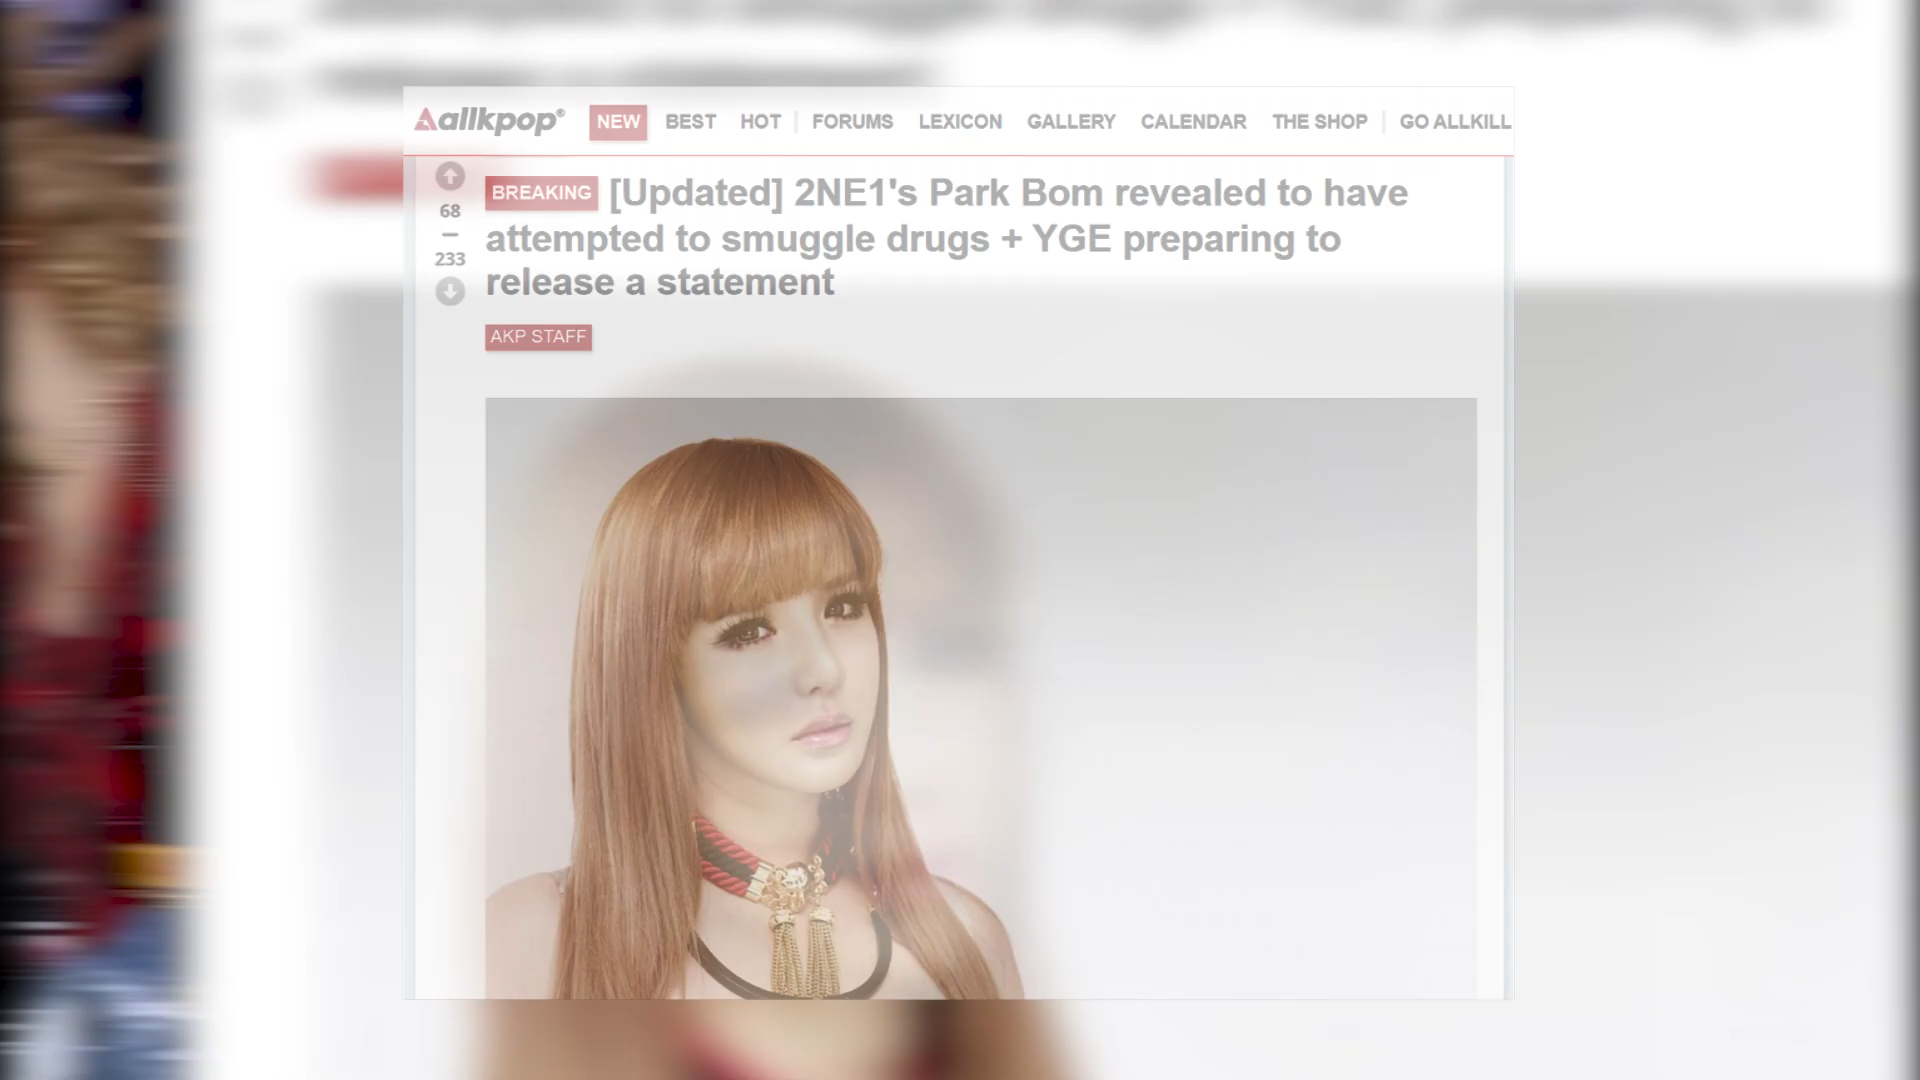 allkpop® NEW BEST HOT FORUMS LEXICON GALLERY CALENDAR THE SHOP GO ALLKILL
68
233
BREAKING [Updated] 2NE1's Park Bom revealed to have
attempted to smuggle drugs + YGE preparing to
release a statement
AKP STAFF